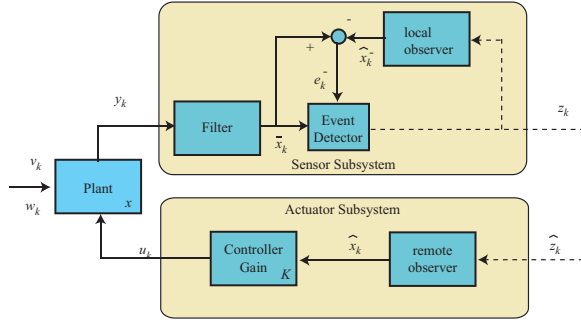 local
observer
-
+
x̂ₖ⁻
eₖ⁻
yₖ
zₖ
Filter
x̄ₖ
Event
Detector
Sensor Subsystem
vₖ
wₖ
Plant
x
Actuator Subsystem
uₖ
Controller
Gain
K
x̂ₖ
remote
observer
ẑₖ